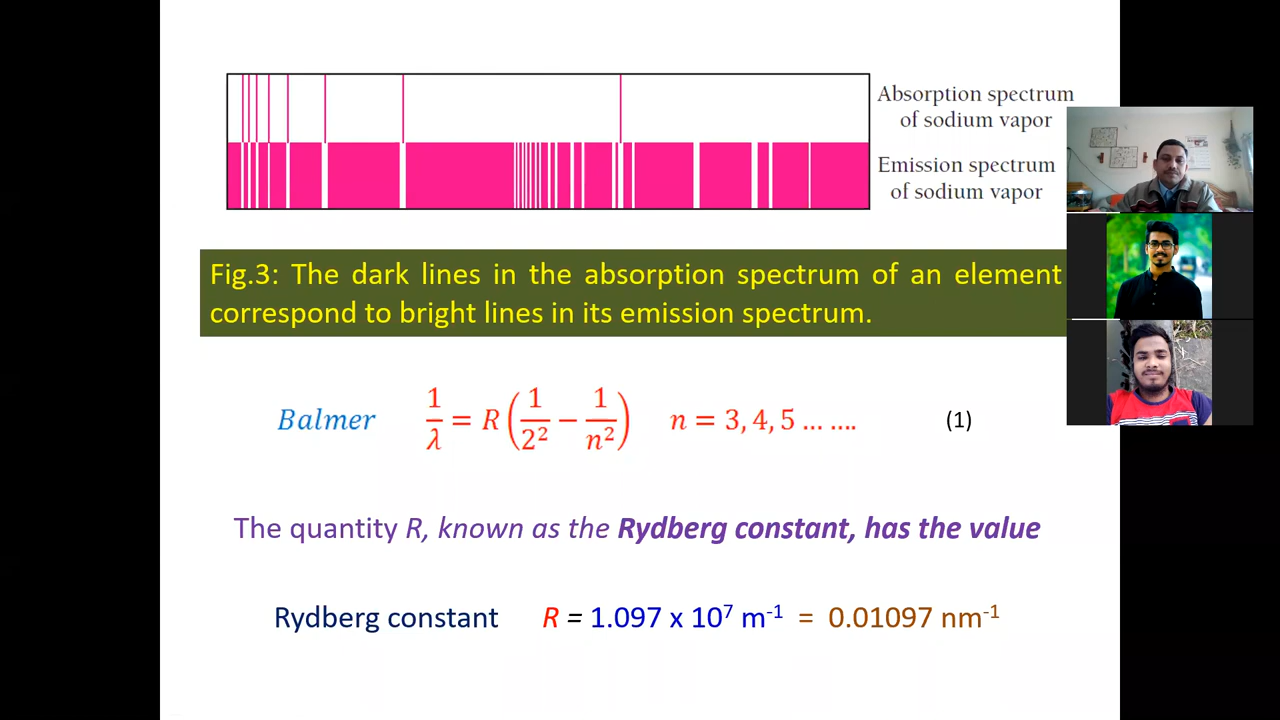 Absorption spectrum
of sodium vapor
Emission spectrum
of sodium vapor
Fig.3: The dark lines in the absorption spectrum of an element
correspond to bright lines in its emission spectrum.
Balmer 1/λ = R(1/2² − 1/n²) n = 3, 4, 5 ... .... (1)
The quantity R, known as the Rydberg constant, has the value
Rydberg constant R = 1.097 x 10⁷ m⁻¹ = 0.01097 nm⁻¹